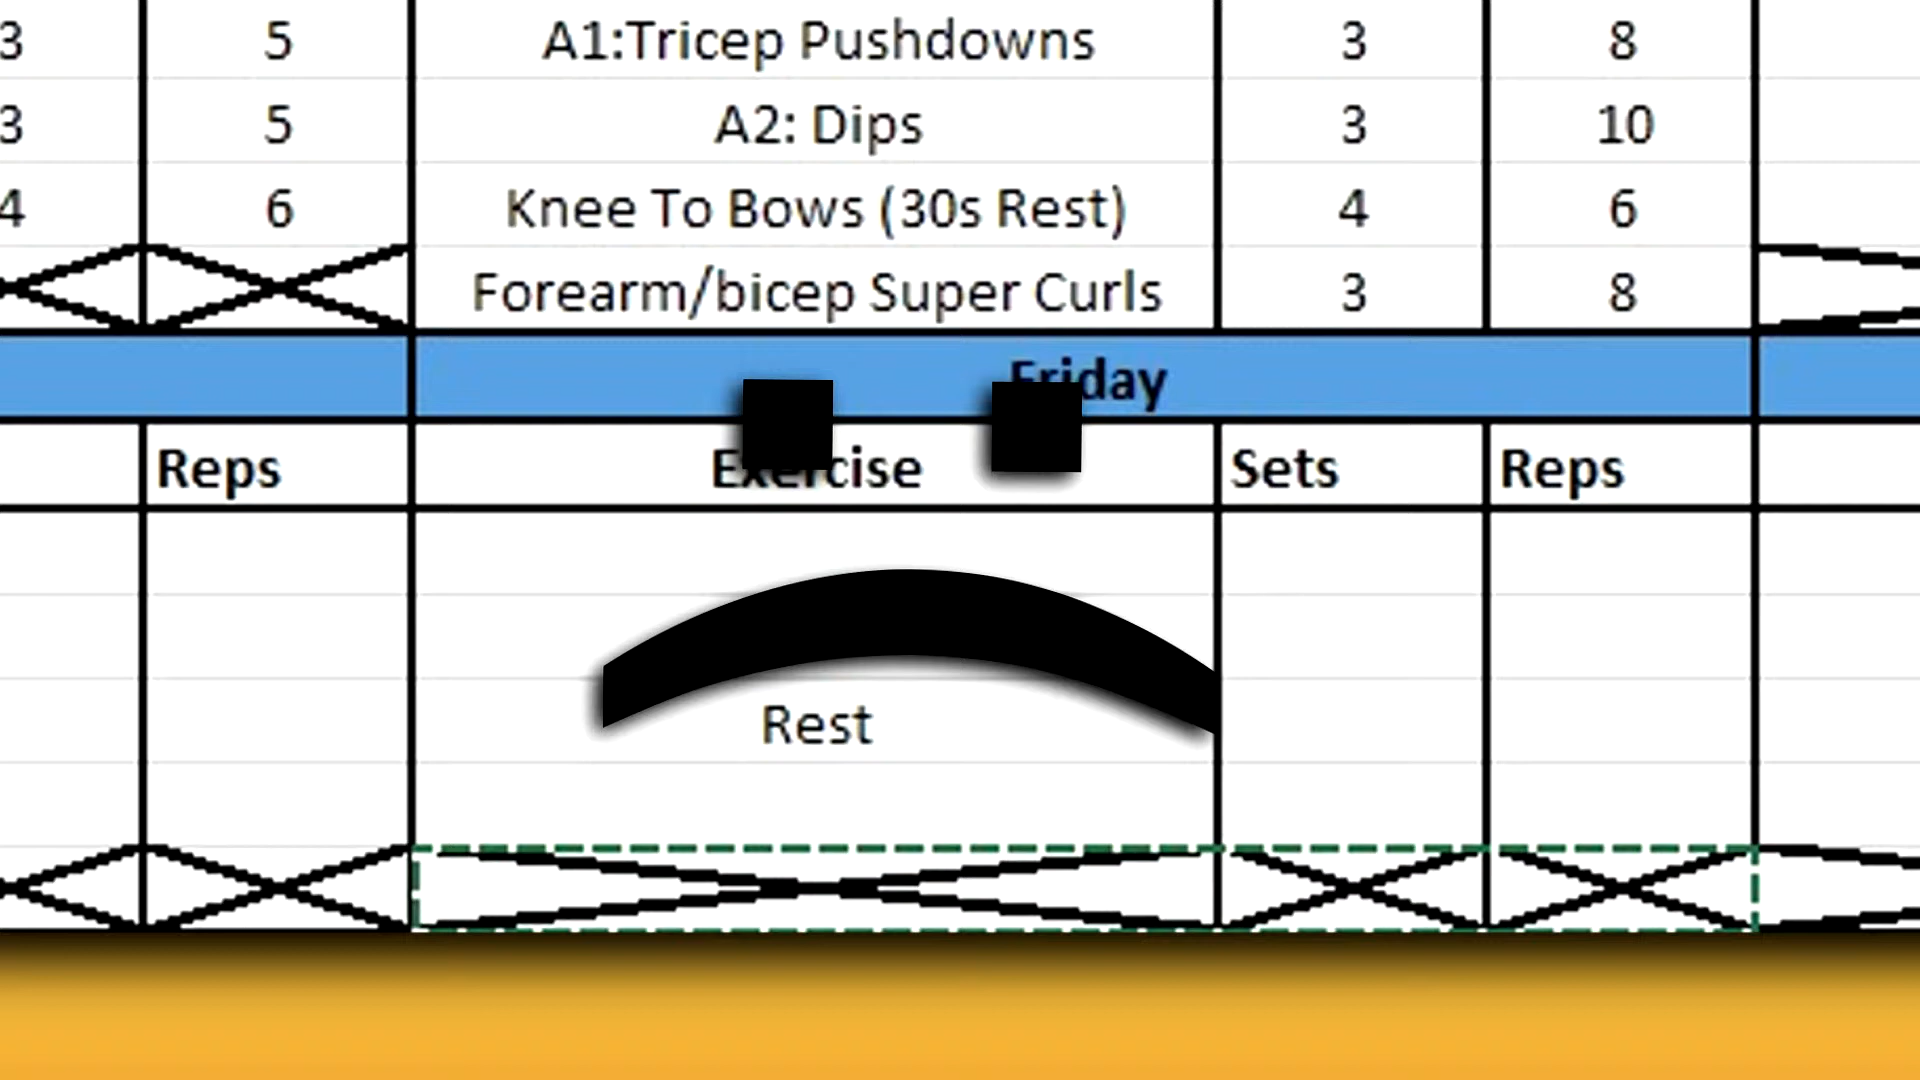 3 5 A1:Tricep Pushdowns 3 8
3 5 A2: Dips 3 10
4 6 Knee To Bows (30s Rest) 4 6
Forearm/bicep Super Curls 3 8
Friday
Reps Exercise Sets Reps
Rest